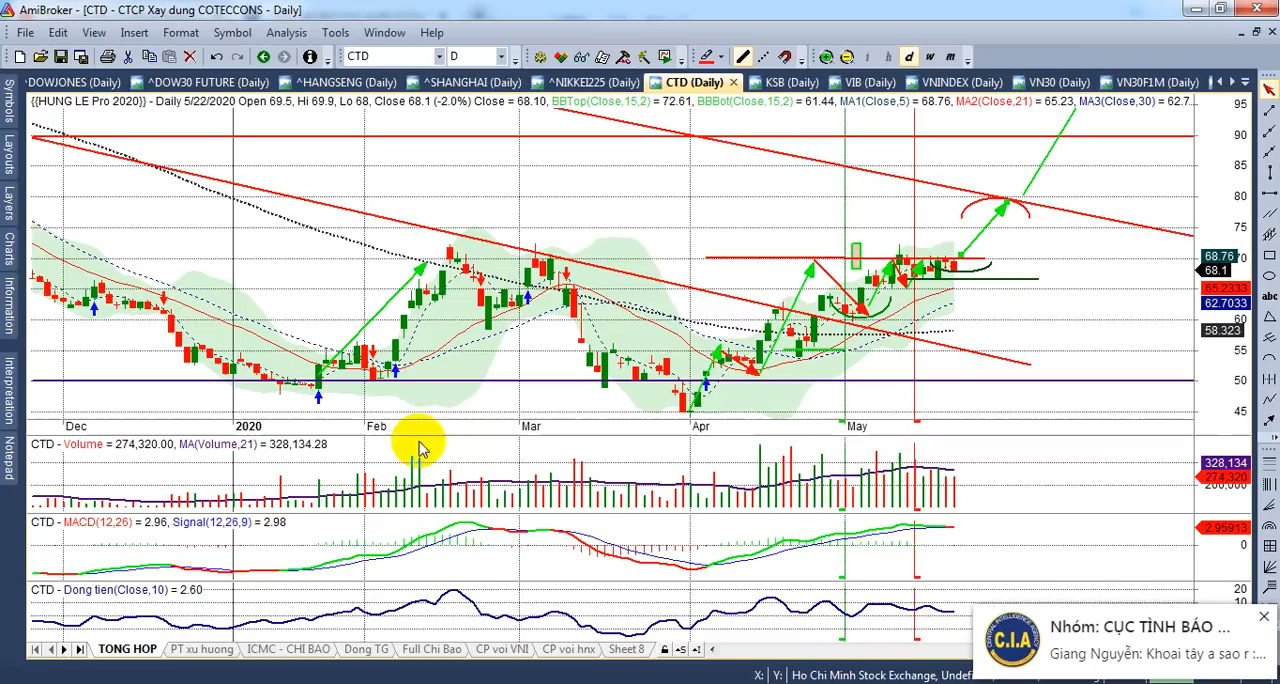 AmiBroker - [CTD - CTCP Xay dung COTECCONS - Daily]
File Edit View Insert Format Symbol Analysis Tools Window Help
CTD D i h d w m
DOWJONES (Daily) ^DOW30 FUTURE (Daily) ^HANGSENG (Daily) ^SHANGHAI (Daily) ^NIKKEI225 (Daily) CTD (Daily) KSB (Daily) VIB (Daily) VNINDEX (Daily) VN30 (Daily) VN30F1M (Daily)
{{HUNG LE Pro 2020}} - Daily 5/22/2020 Open 69.5, Hi 69.9, Lo 68, Close 68.1 (-2.0%) Close = 68.10, BBTop(Close,15,2) = 72.61, BBBot(Close,15,2) = 61.44, MA1(Close,5) = 68.76, MA2(Close,21) = 65.23, MA3(Close,30) = 62.7
Symbols
Layouts
Layers
Charts
Information
Interpretation
Notepad
abc
95
90
85
80
75
68.76
70
68.1
65.2333
62.7033
60
58.323
55
50
45
Dec 2020 Feb Mar Apr May
CTD - Volume = 274,320.00, MA(Volume,21) = 328,134.28
328,134
274,320
200,000
CTD - MACD(12,26) = 2.96, Signal(12,26,9) = 2.98
2.95913
0
CTD - Dong tien(Close,10) = 2.60
20
10
Nhóm: CỤC TÌNH BÁO ...
C.I.A
Giang Nguyễn: Khoai tây a sao r :...
TONG HOP PT xu huong ICMC - CHI BAO Dong TG Full Chi Bao CP voi VNI CP voi hnx Sheet 8
X: Y: Ho Chi Minh Stock Exchange, Undef